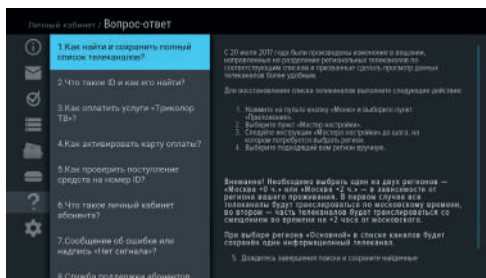 Личный кабинет / Вопрос-ответ
1.Как найти и сохранить полный
список телеканалов?
2.Что такое ID и как его найти?
3.Как оплатить услуги «Триколор
ТВ»?
4.Как активировать карту оплаты?
5.Как проверить поступление
средств на номер ID?
6.Что такое личный кабинет
абонента?
7.Сообщение об ошибке или
надпись «Нет сигнала»?
8.Служба поддержки абонентов
С 20 июля 2017 года были произведены изменения в вещании,
направленные на разделение региональных телеканалов по
соответствующим спискам и призванные сделать просмотр данных
телеканалов более удобным.
Для восстановления списка телеканалов выполните следующие действия:
1. Нажмите на пульте кнопку «Меню» и выберите пункт
«Приложения».
2. Выберите пункт «Мастер настройки».
3. Следуйте инструкции «Мастера настройки» до шага, на
котором потребуется выбрать регион.
4. Выберите подходящий вам регион вручную.
Внимание! Необходимо выбрать один из двух регионов —
«Москва +0 ч.» или «Москва +2 ч.» — в зависимости от
региона вашего проживания. В первом случае все
телеканалы будут транслироваться по московскому времени,
во втором — часть телеканалов будет транслироваться со
смещением во времени на +2 часа от московского.
При выборе региона «Основной» в списке каналов будет
сохранён один информационный телеканал.
5. Дождитесь завершения поиска и сохраните найденные